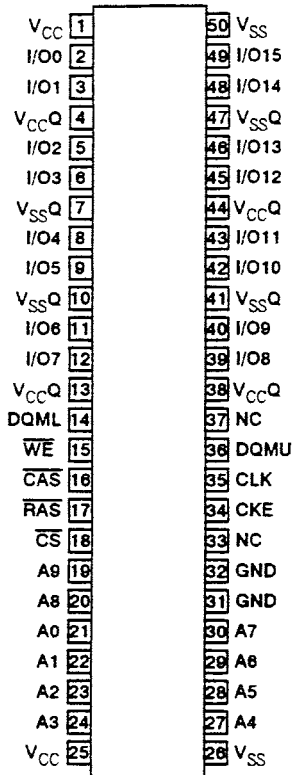 VCC 1 50 VSS
I/O0 2 49 I/O15
I/O1 3 48 I/O14
VCCQ 4 47 VSSQ
I/O2 5 46 I/O13
I/O3 6 45 I/O12
VSSQ 7 44 VCCQ
I/O4 8 43 I/O11
I/O5 9 42 I/O10
VSSQ 10 41 VSSQ
I/O6 11 40 I/O9
I/O7 12 39 I/O8
VCCQ 13 38 VCCQ
DQML 14 37 NC
W̅E̅ 15 36 DQMU
C̅A̅S̅ 16 35 CLK
R̅A̅S̅ 17 34 CKE
C̅S̅ 18 33 NC
A9 19 32 GND
A8 20 31 GND
A0 21 30 A7
A1 22 29 A6
A2 23 28 A5
A3 24 27 A4
VCC 25 26 VSS